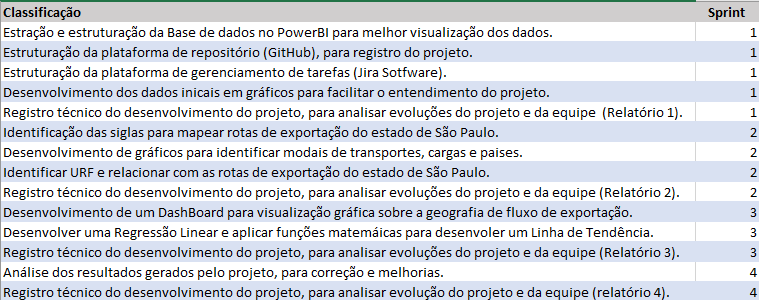 Classificação Sprint
Estração e estruturação da Base de dados no PowerBI para melhor visualização dos dados. 1
Estruturação da plataforma de repositório (GitHub), para registro do projeto. 1
Estruturação da plataforma de gerenciamento de tarefas (Jira Sotfware). 1
Desenvolvimento dos dados inicais em gráficos para facilitar o entendimento do projeto. 1
Registro técnico do desenvolvimento do projeto, para analisar evoluções do projeto e da equipe (Relatório 1). 1
Identificação das siglas para mapear rotas de exportação do estado de São Paulo. 2
Desenvolvimento de gráficos para identificar modais de transportes, cargas e paises. 2
Identificar URF e relacionar com as rotas de exportação do estado de São Paulo. 2
Registro técnico do desenvolvimento do projeto, para analisar evoluções do projeto e da equipe (Relatório 2). 2
Desenvolvimento de um DashBoard para visualização gráfica sobre a geografia de fluxo de exportação. 3
Desenvolver uma Regressão Linear e aplicar funções matemáicas para desenvoler um Linha de Tendência. 3
Registro técnico do desenvolvimento do projeto, para analisar evoluções do projeto e da equipe (Relatório 3). 3
Análise dos resultados gerados pelo projeto, para correção e melhorias. 4
Registro técnico do desenvolvimento do projeto, para analisar evolução do projeto e da equipe (relatório 4). 4